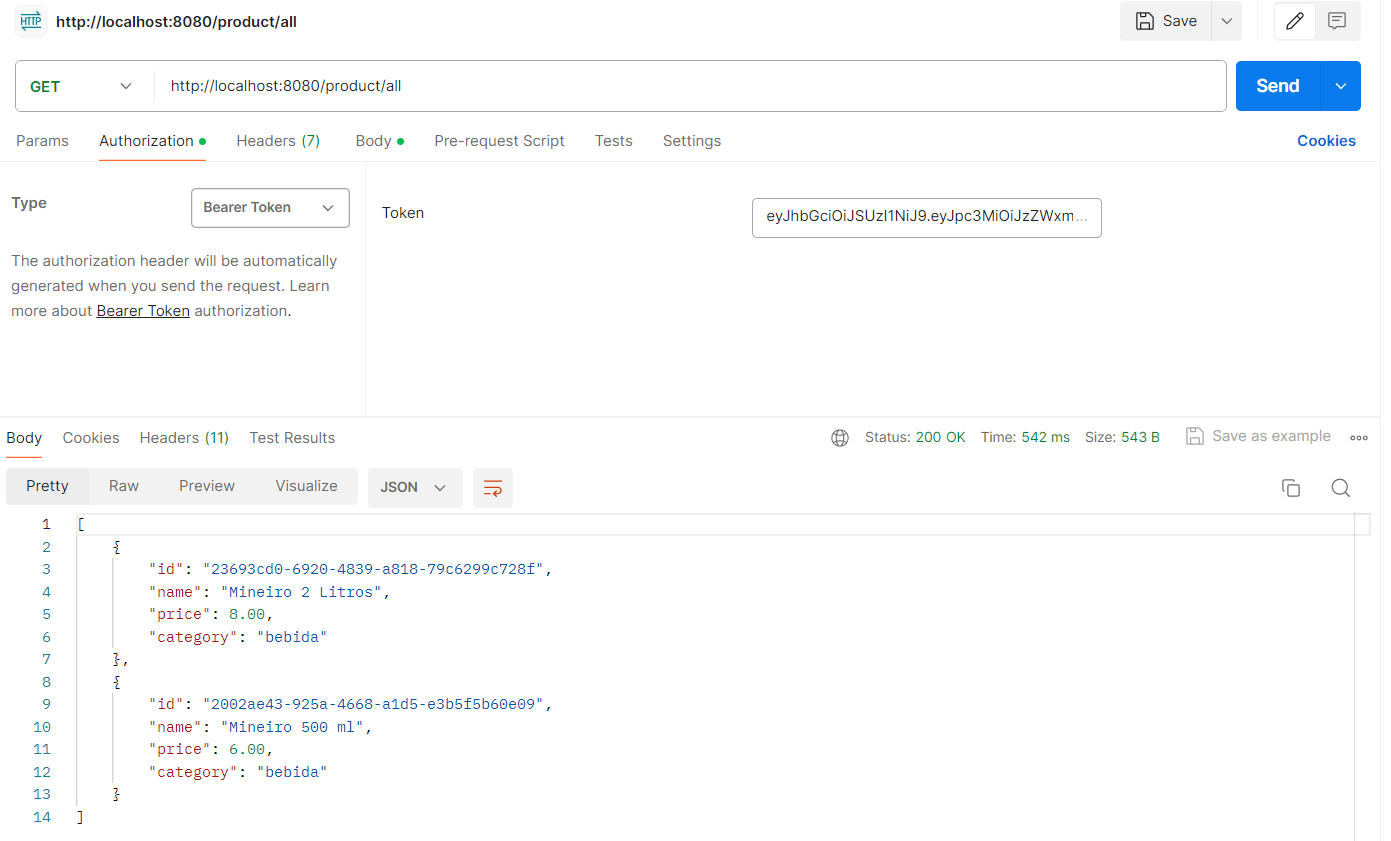 HTTP http://localhost:8080/product/all Save
GET http://localhost:8080/product/all Send
Params Authorization Headers (7) Body Pre-request Script Tests Settings Cookies
Type Bearer Token Token eyJhbGciOiJSUzI1NiJ9.eyJpc3MiOiJzZWxm...
The authorization header will be automatically
generated when you send the request. Learn
more about Bearer Token authorization.
Body Cookies Headers (11) Test Results Status: 200 OK Time: 542 ms Size: 543 B Save as example
Pretty Raw Preview Visualize JSON
1 [
2 {
3 "id": "23693cd0-6920-4839-a818-79c6299c728f",
4 "name": "Mineiro 2 Litros",
5 "price": 8.00,
6 "category": "bebida"
7 },
8 {
9 "id": "2002ae43-925a-4668-a1d5-e3b5f5b60e09",
10 "name": "Mineiro 500 ml",
11 "price": 6.00,
12 "category": "bebida"
13 }
14 ]